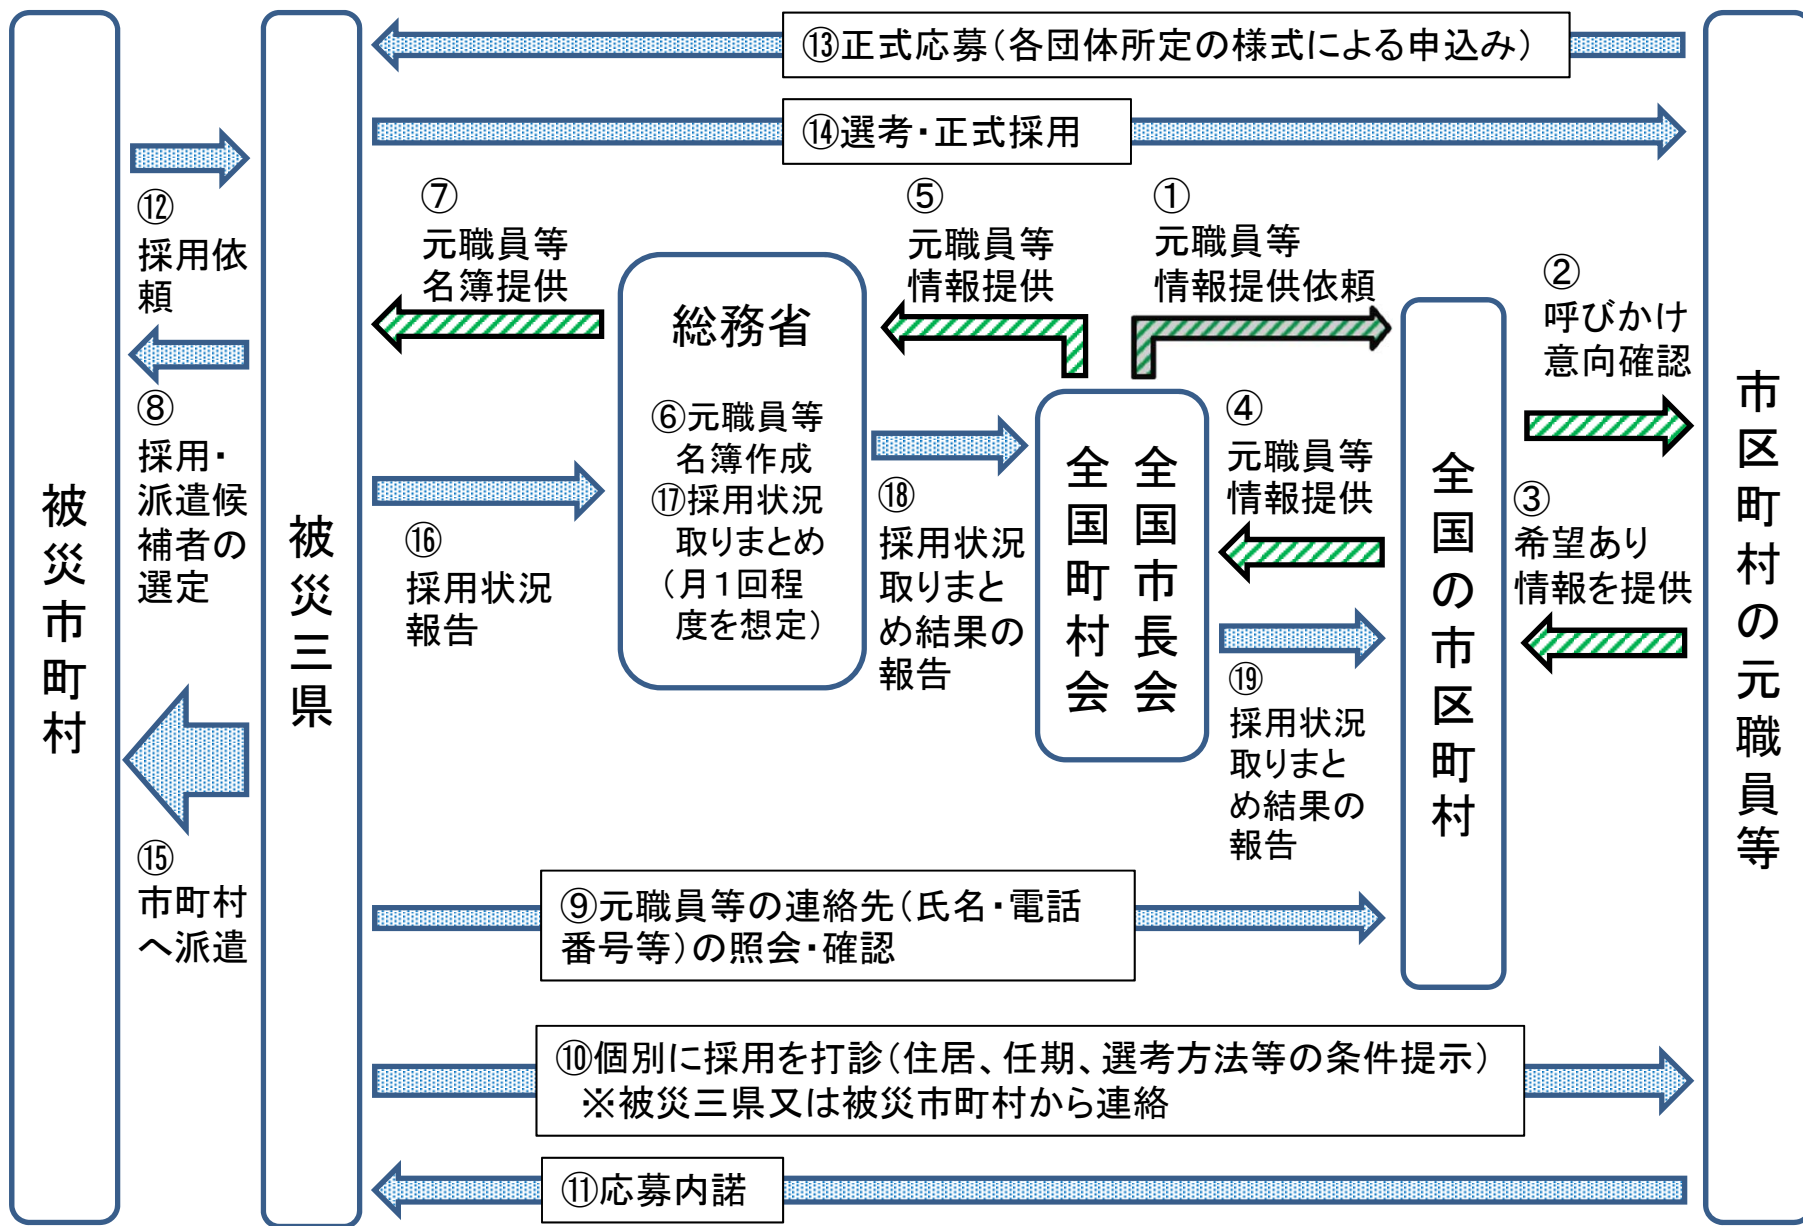 ⑬正式応募（各団体所定の様式による申込み）
⑭選考・正式採用
被災市町村
⑫
採用依
頼
⑧
採用・
派遣候
補者の
選定
⑮
市町村
へ派遣
被災三県
⑦
元職員等
名簿提供
⑯
採用状況
報告
総務省
⑥元職員等
名簿作成
⑰採用状況
取りまとめ
（月１回程
度を想定）
⑤
元職員等
情報提供
⑱
採用状況
取りまと
め結果の
報告
①
元職員等
情報提供依頼
全国市長会
全国町村会
④
元職員等
情報提供
⑲
採用状況
取りまと
め結果の
報告
全国の市区町村
②
呼びかけ
意向確認
③
希望あり
情報を提供
市区町村の元職員等
⑨元職員等の連絡先（氏名・電話
番号等）の照会・確認
⑩個別に採用を打診（住居、任期、選考方法等の条件提示）
※被災三県又は被災市町村から連絡
⑪応募内諾